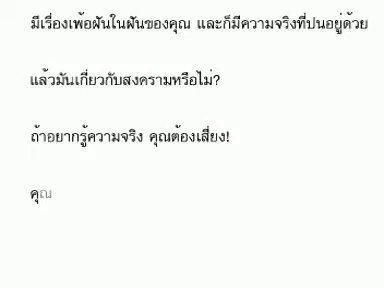 มีเรื่องเพ้อฝันในฝันของคุณ และก็มีความจริงที่ปนอยู่ด้วย
แล้วมันเกี่ยวกับสงครามหรือไม่?
ถ้าอยากรู้ความจริง คุณต้องเสี่ยง!
คุณ